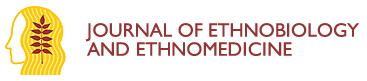 JOURNAL OF ETHNOBIOLOGY
AND ETHNOMEDICINE